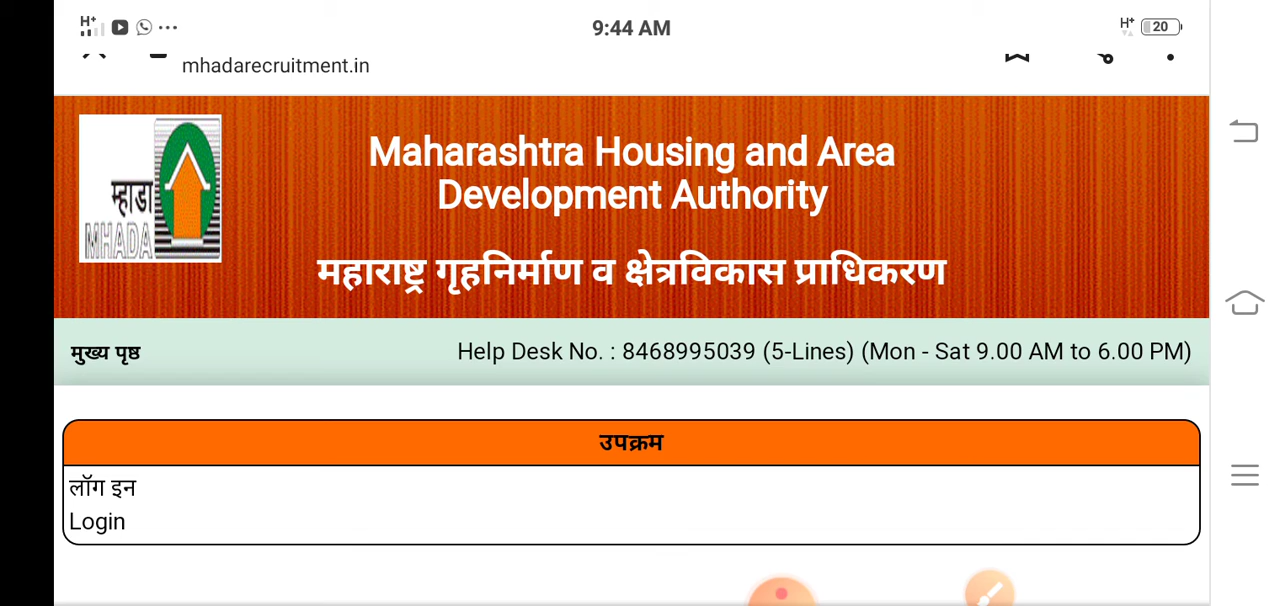 H+
9:44 AM
H+ 20
mhadarecruitment.in
म्हाडा
MHADA
Maharashtra Housing and Area
Development Authority
महाराष्ट्र गृहनिर्माण व क्षेत्रविकास प्राधिकरण
मुख्य पृष्ठ
Help Desk No. : 8468995039 (5-Lines) (Mon - Sat 9.00 AM to 6.00 PM)
उपक्रम
लॉग इन
Login